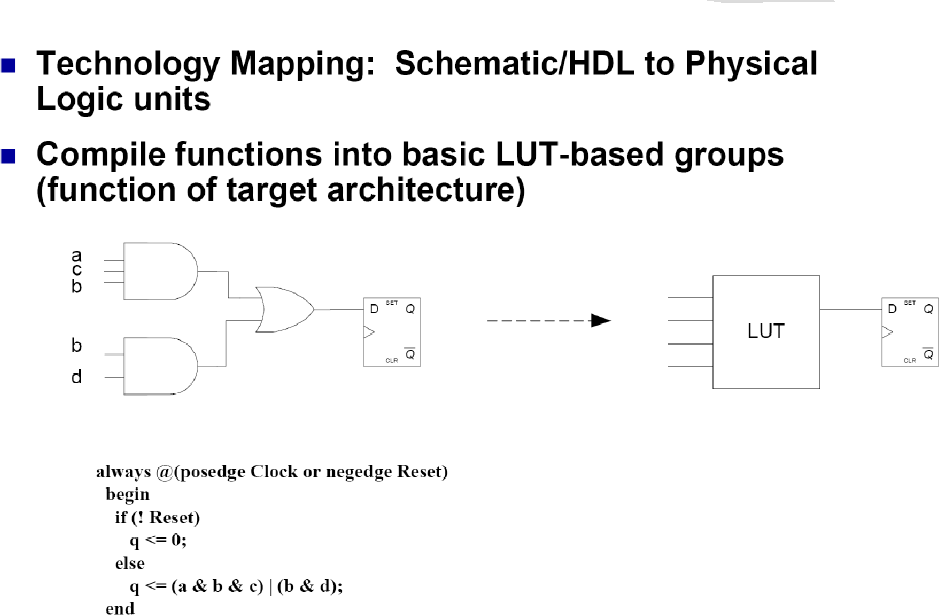 Technology Mapping: Schematic/HDL to Physical
Logic units
Compile functions into basic LUT-based groups
(function of target architecture)
a
c
b
b
d
D SET Q
CLR Q
LUT
D SET Q
CLR Q
always @(posedge Clock or negedge Reset)
begin
if (! Reset)
q <= 0;
else
q <= (a & b & c) | (b & d);
end